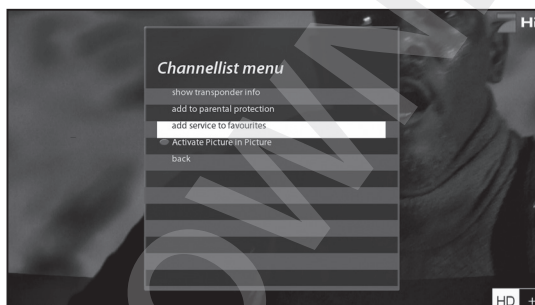 Hi
Channellist menu
show transponder info
add to parental protection
add service to favourites
Activate Picture in Picture
back
HD +